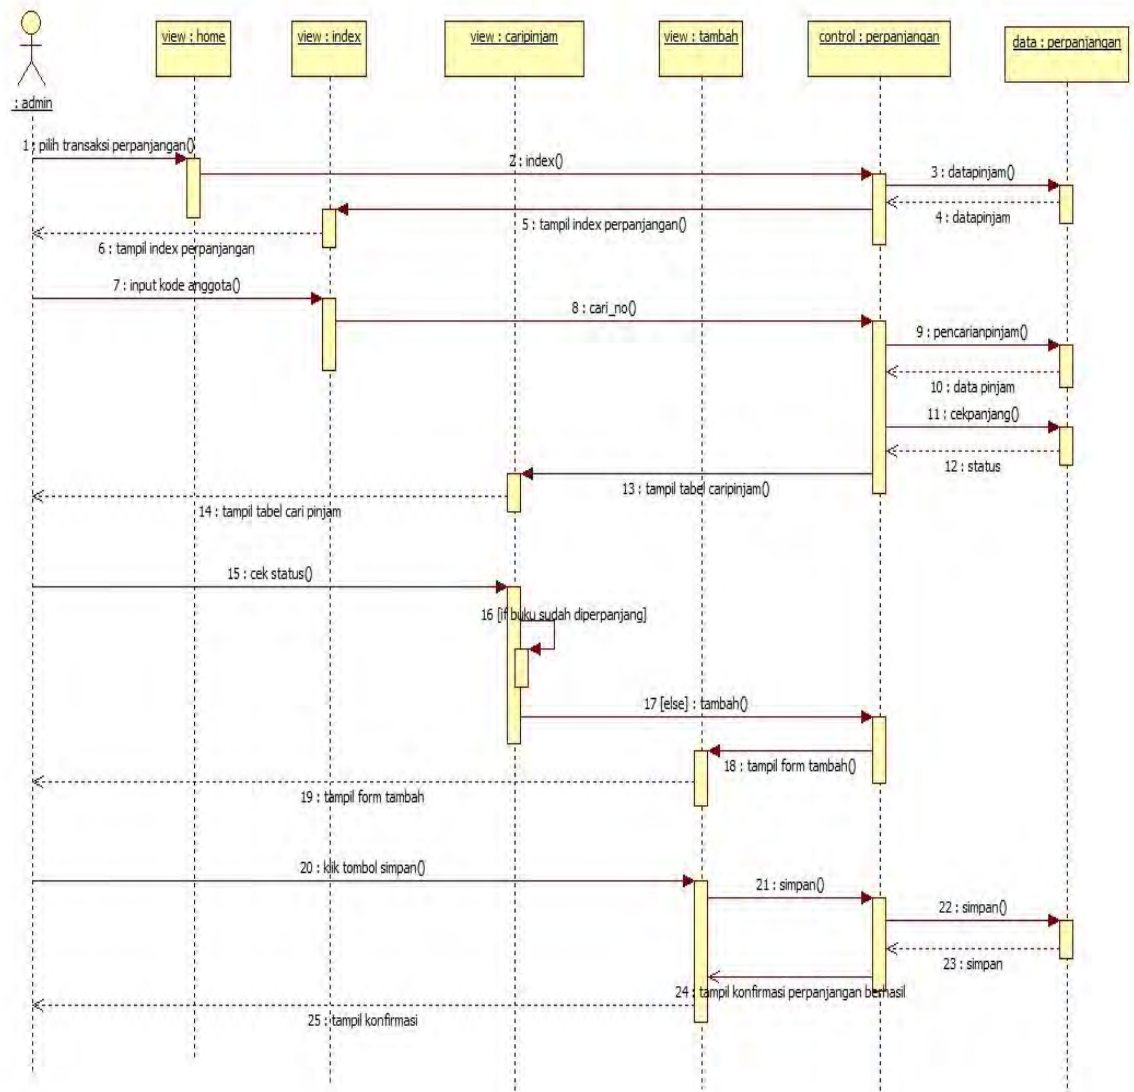 view : home
view : index
view : caripinjam
view : tambah
control : perpanjangan
data : perpanjangan
: admin
1 : pilih transaksi perpanjangan()
2 : index()
3 : datapinjam()
4 : datapinjam
5 : tampil index perpanjangan()
6 : tampil index perpanjangan
7 : input kode anggota()
8 : cari_no()
9 : pencarianpinjam()
10 : data pinjam
11 : cekpanjang()
12 : status
13 : tampil tabel caripinjam()
14 : tampil tabel cari pinjam
15 : cek status()
16 [if buku sudah diperpanjang]
17 [else] : tambah()
18 : tampil form tambah()
19 : tampil form tambah
20 : klik tombol simpan()
21 : simpan()
22 : simpan()
23 : simpan
24 : tampil konfirmasi perpanjangan berhasil
25 : tampil konfirmasi